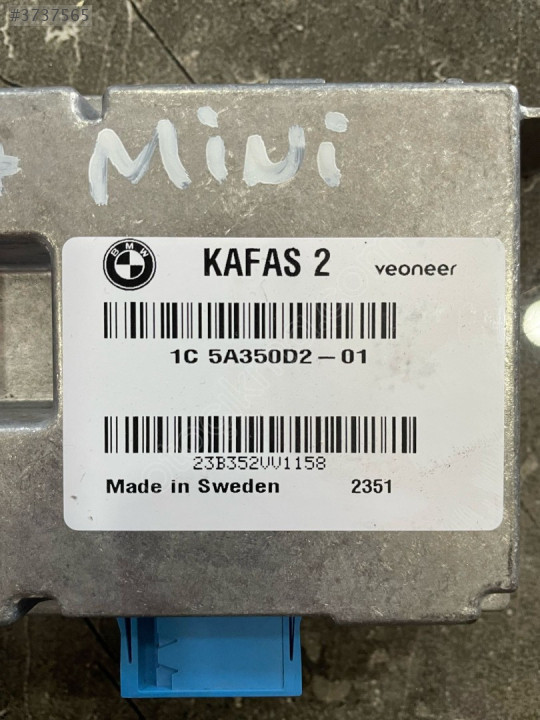 #3737565
Mini
BMW
KAFAS 2 veoneer
1C 5A350D2-01
23B352VV1158
Made in Sweden 2351